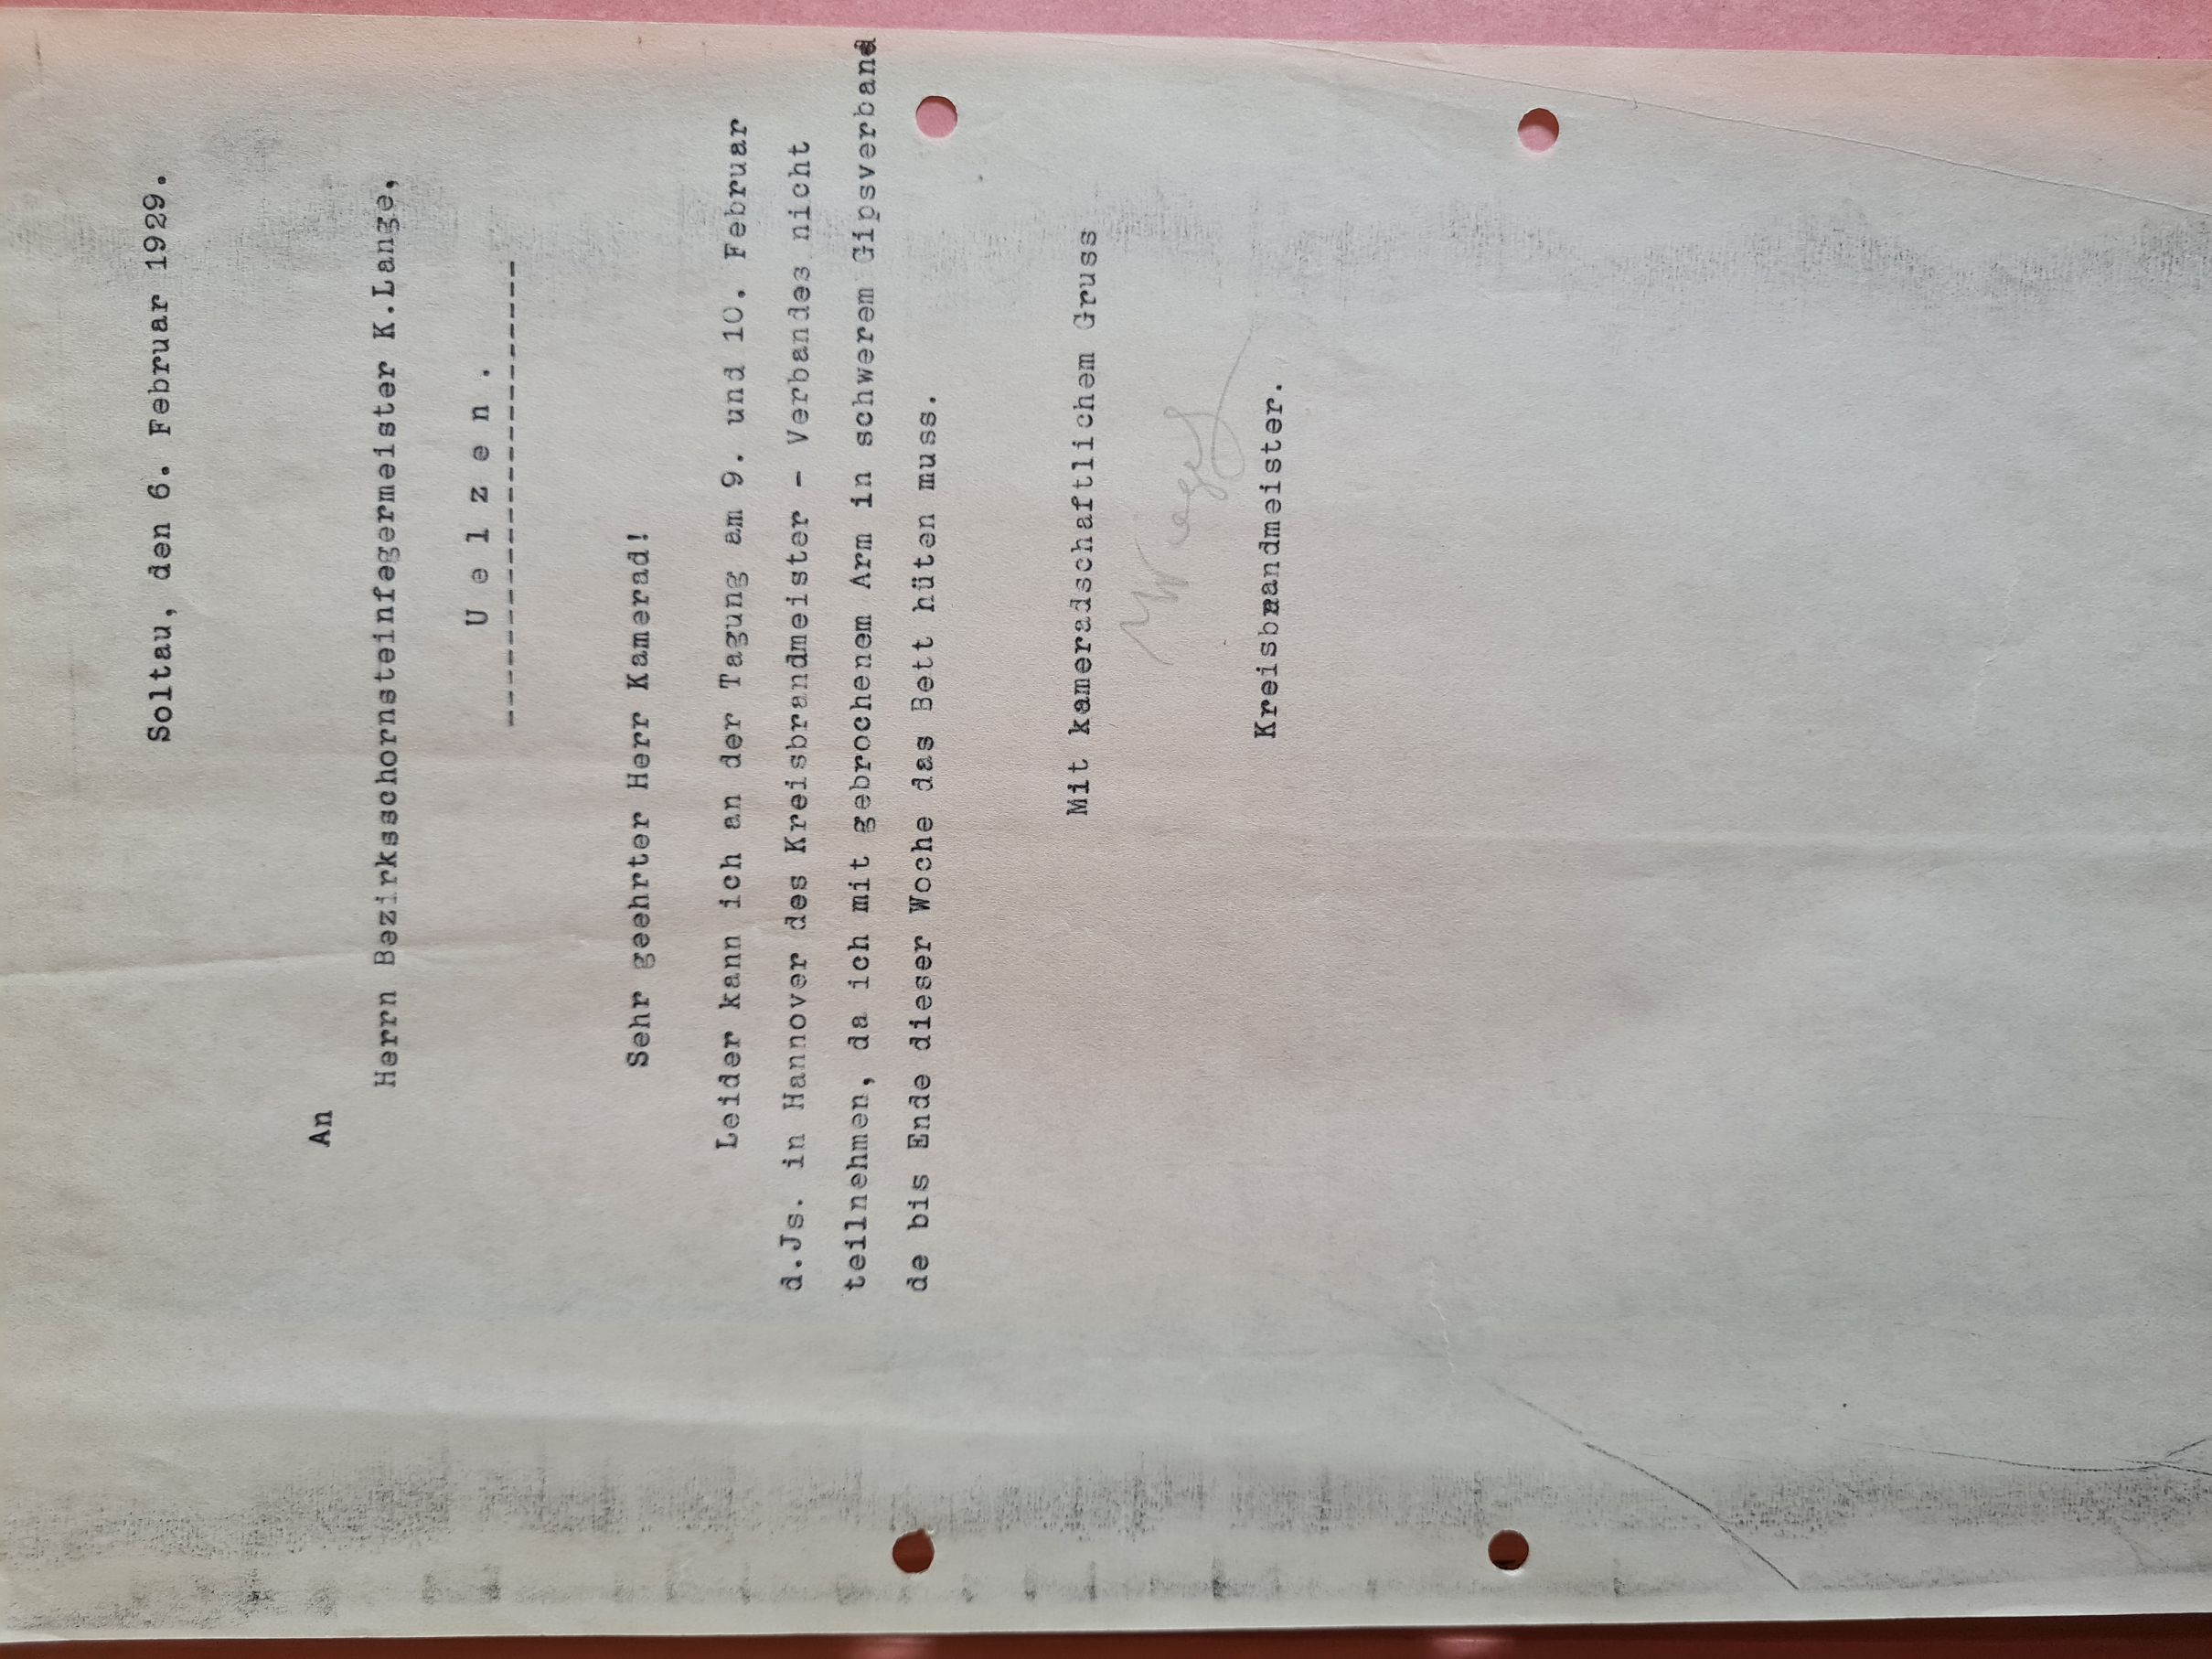 Soltau, den 6. Februar 1929.
An
Herrn Bezirksschornsteinfegermeister K.Lange,
U e l z e n .
-----------------------------
Sehr geehrter Herr Kamerad!
Leider kann ich an der Tagung am 9. und 10. Februar
d.Js. in Hannover des Kreisbrandmeister - Verbandes nicht
teilnehmen, da ich mit gebrochenem Arm in schwerem Gipsverband
de bis Ende dieser Woche das Bett hüten muss.
Mit kameradschaftlichem Gruss
Kreisbrandmeister.